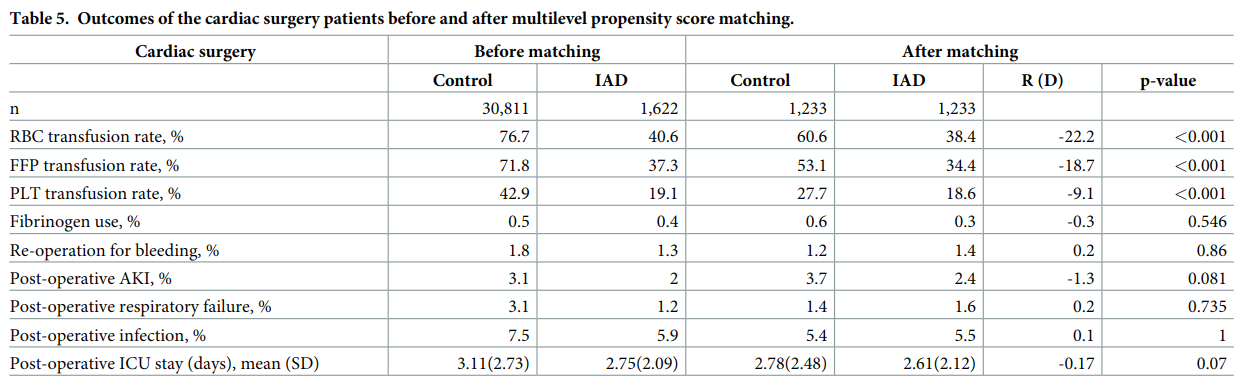 Table 5. Outcomes of the cardiac surgery patients before and after multilevel propensity score matching.
Cardiac surgery Before matching After matching
Control IAD Control IAD R (D) p-value
n 30,811 1,622 1,233 1,233
RBC transfusion rate, % 76.7 40.6 60.6 38.4 -22.2 <0.001
FFP transfusion rate, % 71.8 37.3 53.1 34.4 -18.7 <0.001
PLT transfusion rate, % 42.9 19.1 27.7 18.6 -9.1 <0.001
Fibrinogen use, % 0.5 0.4 0.6 0.3 -0.3 0.546
Re-operation for bleeding, % 1.8 1.3 1.2 1.4 0.2 0.86
Post-operative AKI, % 3.1 2 3.7 2.4 -1.3 0.081
Post-operative respiratory failure, % 3.1 1.2 1.4 1.6 0.2 0.735
Post-operative infection, % 7.5 5.9 5.4 5.5 0.1 1
Post-operative ICU stay (days), mean (SD) 3.11(2.73) 2.75(2.09) 2.78(2.48) 2.61(2.12) -0.17 0.07